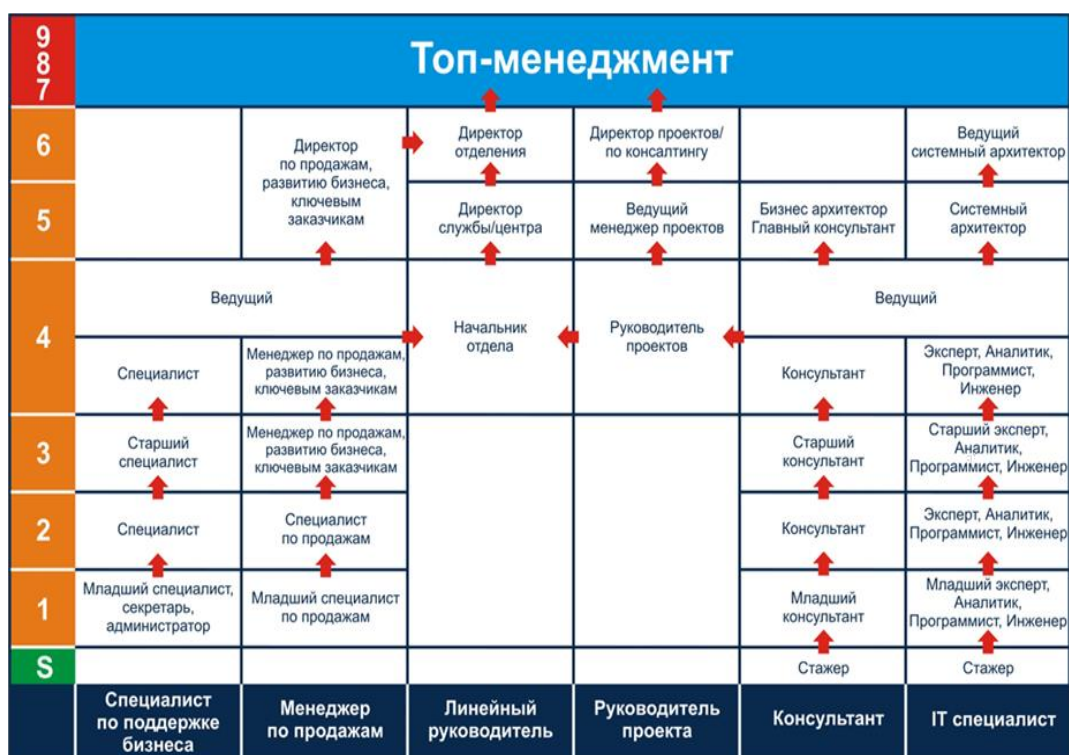 9
8
7
Топ-менеджмент
6
Директор
по продажам,
развитию бизнеса,
ключевым
заказчикам
Директор
отделения
Директор проектов/
по консалтингу
Ведущий
системный архитектор
5
Директор
службы/центра
Ведущий
менеджер проектов
Бизнес архитектор
Главный консультант
Системный
архитектор
4
Ведущий
Начальник
отдела
Руководитель
проектов
Ведущий
Специалист
Менеджер по продажам,
развитию бизнеса,
ключевым заказчикам
Консультант
Эксперт, Аналитик,
Программист,
Инженер
3
Старший
специалист
Менеджер по продажам,
развитию бизнеса,
ключевым заказчикам
Старший
консультант
Старший эксперт,
Аналитик,
Программист, Инженер
2
Специалист
Специалист
по продажам
Консультант
Эксперт, Аналитик,
Программист, Инженер
1
Младший специалист,
секретарь,
администратор
Младший специалист
по продажам
Младший
консультант
Младший эксперт,
Аналитик,
Программист, Инженер
S
Стажер
Стажер
Специалист
по поддержке
бизнеса
Менеджер
по продажам
Линейный
руководитель
Руководитель
проекта
Консультант
IT специалист